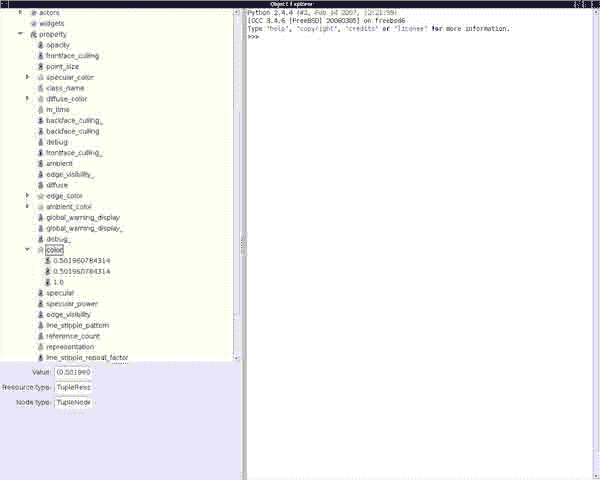 Object Explorer
actors
widgets
property
opacity
frontface_culling
point_size
specular_color
class_name
diffuse_color
m_time
backface_culling_
backface_culling
debug
frontface_culling_
ambient
edge_visibility_
diffuse
edge_color
ambient_color
global_warning_display
global_warning_display_
debug_
color
0.501960784314
0.501960784314
1.0
specular
specular_power
edge_visibility
line_stipple_pattern
reference_count
representation
line_stipple_repeat_factor
Value: (0.501960
Resource type: TupleReso
Node type: TupleNode
Python 2.4.4 (#2, 2007, 12:21:59)
[GCC 3.4.6 [FreeBSD] 20060305] on freebsd6
Type "help", "copyright", "credits" or "license" for more information.
>>>